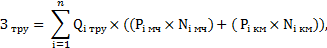 З тру = ∑ⁿᵢ₌₁ Qᵢ тру × ((Pᵢ мч × Nᵢ мч) + ( Pᵢ км × Nᵢ км)),